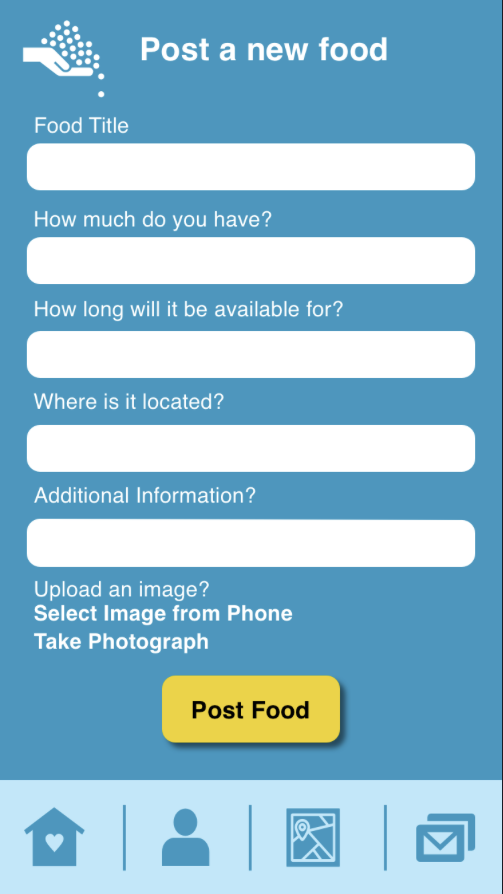 Post a new food
Food Title
How much do you have?
How long will it be available for?
Where is it located?
Additional Information?
Upload an image?
Select Image from Phone
Take Photograph
Post Food